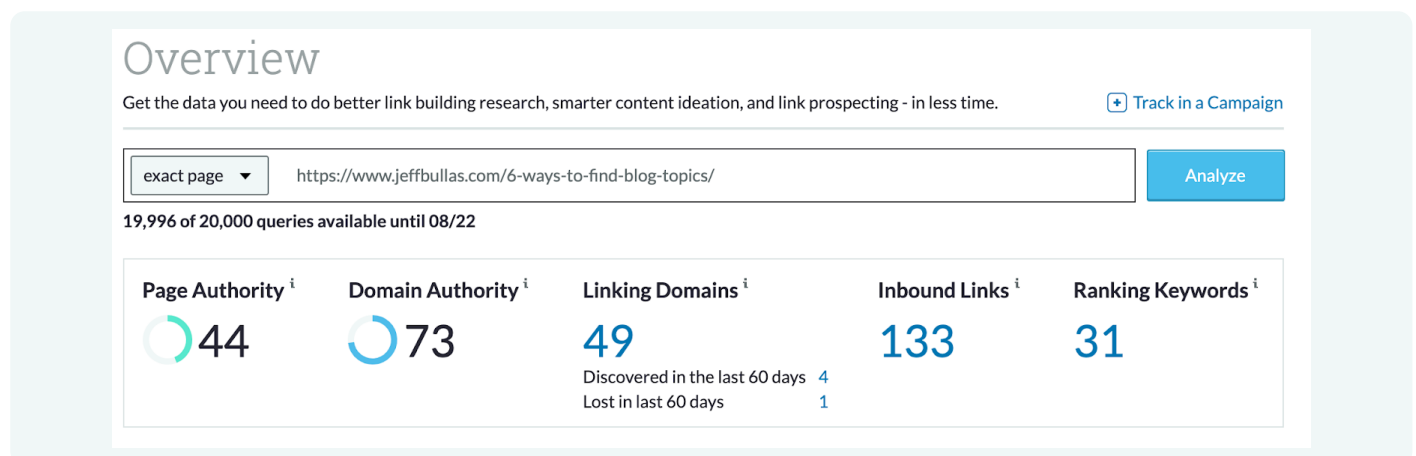 Overview
Get the data you need to do better link building research, smarter content ideation, and link prospecting - in less time.
Track in a Campaign
exact page
https://www.jeffbullas.com/6-ways-to-find-blog-topics/
Analyze
19,996 of 20,000 queries available until 08/22
Page Authority i
Domain Authority i
Linking Domains i
Inbound Links i
Ranking Keywords i
44
73
49
133
31
Discovered in the last 60 days 4
Lost in last 60 days 1